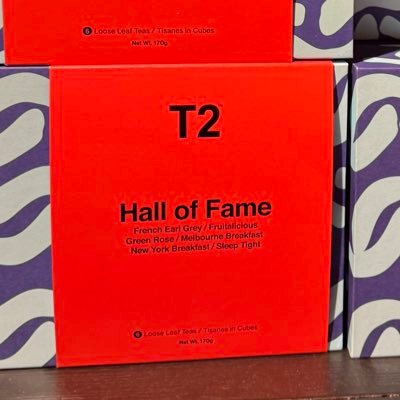 6 Loose Leaf Teas / Tisanes in Cubes
Net Wt. 170g
T2
Hall of Fame
French Earl Grey / Fruitalicious
Green Rose / Melbourne Breakfast
New York Breakfast / Sleep Tight
6 Loose Leaf Teas / Tisanes in Cubes
Net Wt. 170g